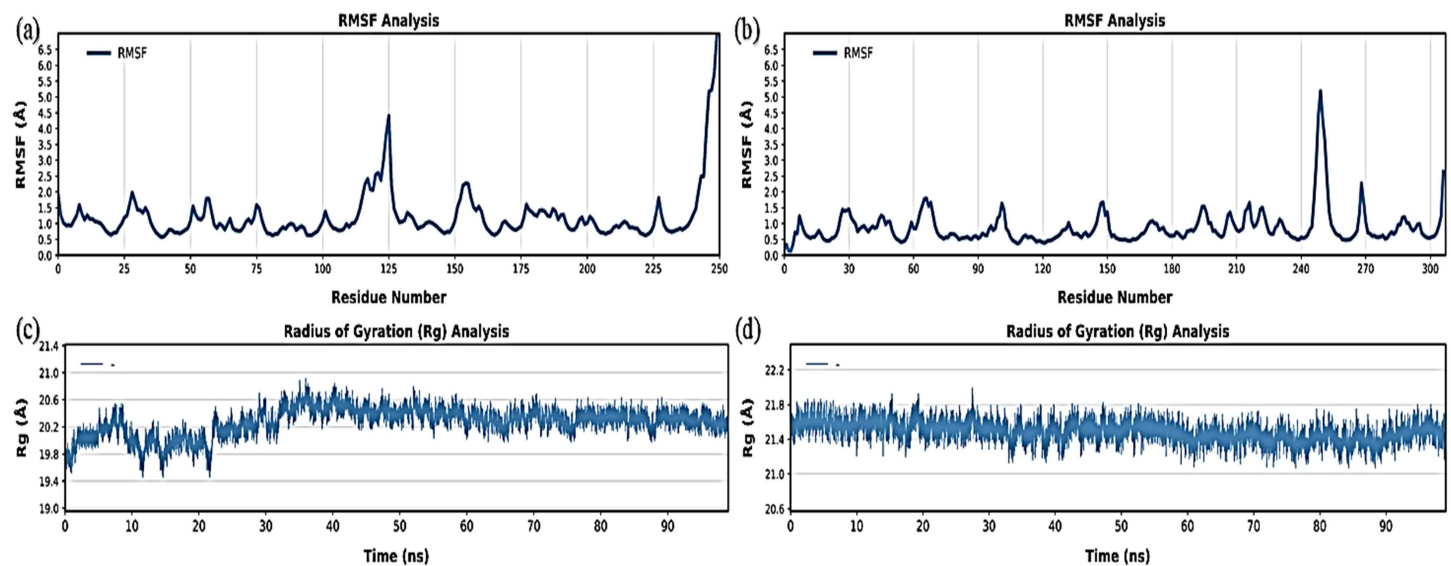 (a)
RMSF Analysis
RMSF
RMSF (Å)
6.5
6.0
5.5
5.0
4.5
4.0
3.5
3.0
2.5
2.0
1.5
1.0
0.5
0.0
0 25 50 75 100 125 150 175 200 225 250
Residue Number
(b)
RMSF Analysis
RMSF
RMSF (Å)
6.5
6.0
5.5
5.0
4.5
4.0
3.5
3.0
2.5
2.0
1.5
1.0
0.5
0.0
0 30 60 90 120 150 180 210 240 270 300
Residue Number
(c)
Radius of Gyration (Rg) Analysis
Rg (Å)
21.4
21.0
20.6
20.2
19.8
19.4
19.0
0 10 20 30 40 50 60 70 80 90
Time (ns)
(d)
Radius of Gyration (Rg) Analysis
Rg (Å)
22.2
21.8
21.4
21.0
20.6
0 10 20 30 40 50 60 70 80 90
Time (ns)